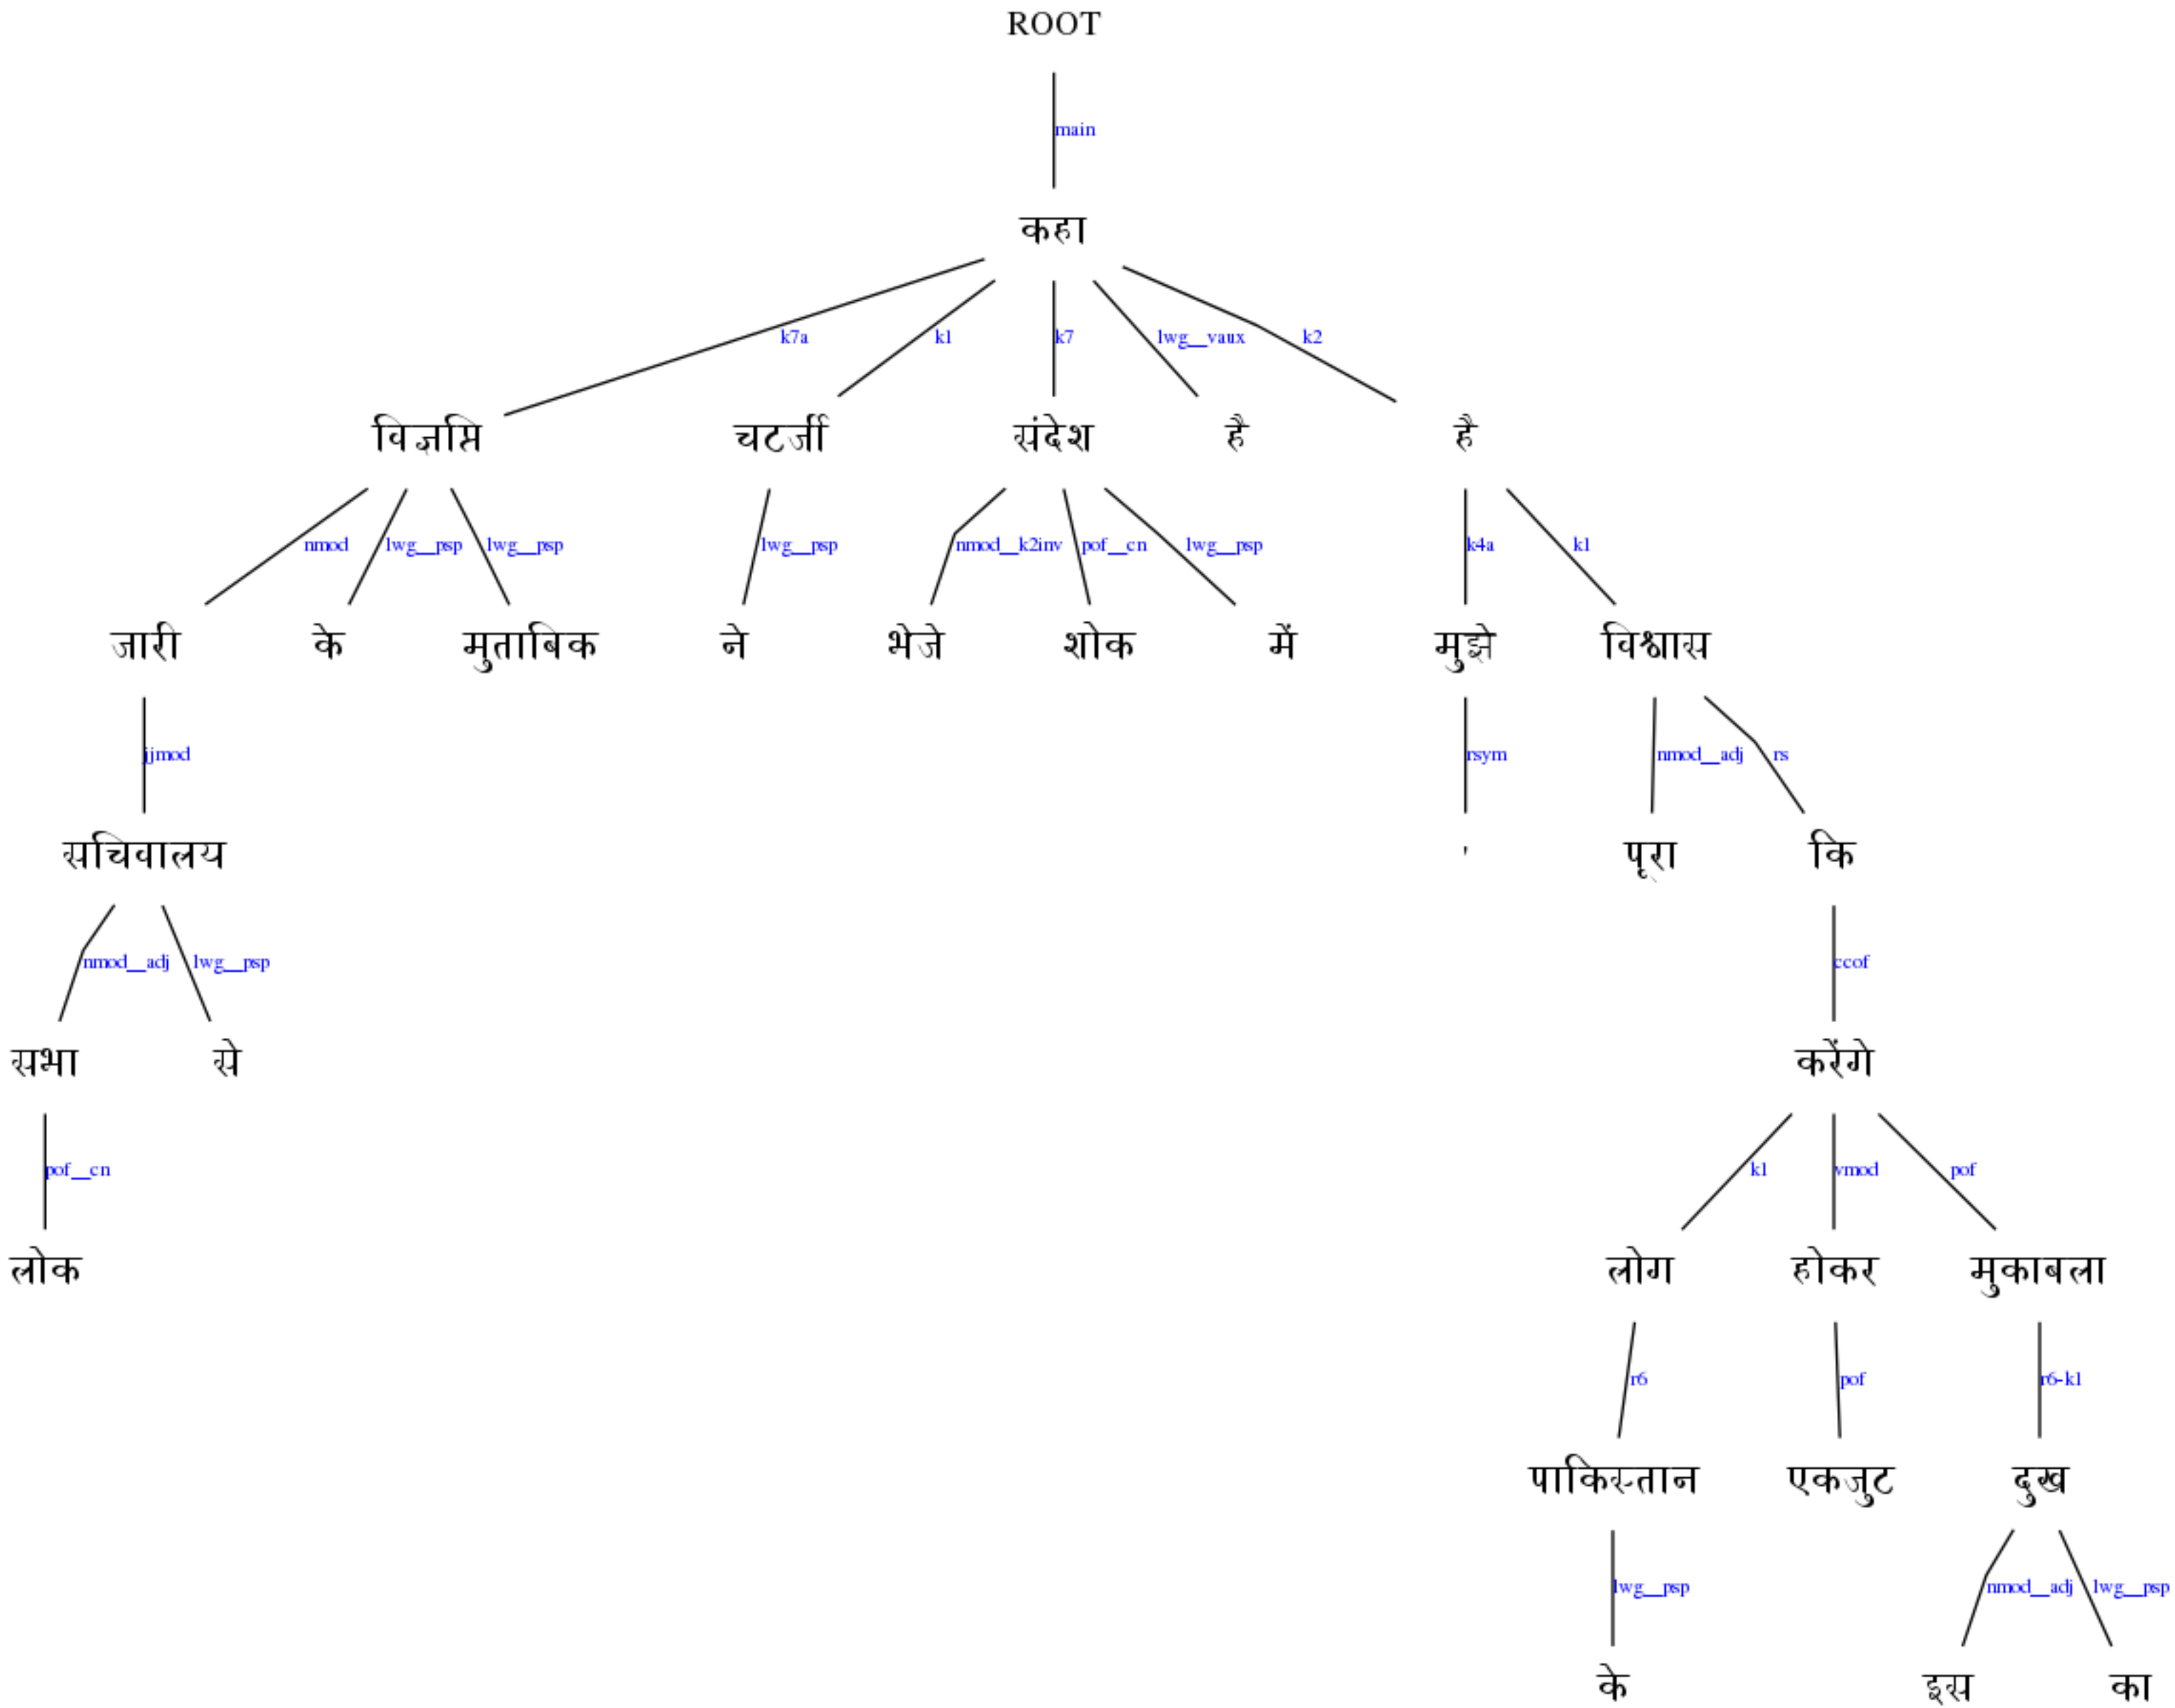 ROOT
main
कहा
k7a k1 k7 lwg__vaux k2
विज्ञप्ति चटर्जी संदेश है है
nmod lwg__psp lwg__psp lwg__psp nmod__k2inv pof__cn lwg__psp k4a k1
जारी के मुताबिक ने भेजे शोक में मुझे विश्वास
jjmod rsym nmod__adj rs
सचिवालय ' पूरा कि
nmod__adj lwg__psp ccof
सभा से करेंगे
pof__cn k1 vmod pof
लोक लोग होकर मुकाबला
r6 pof r6-k1
पाकिस्तान एकजुट दुख
lwg__psp nmod__adj lwg__psp
के इस का